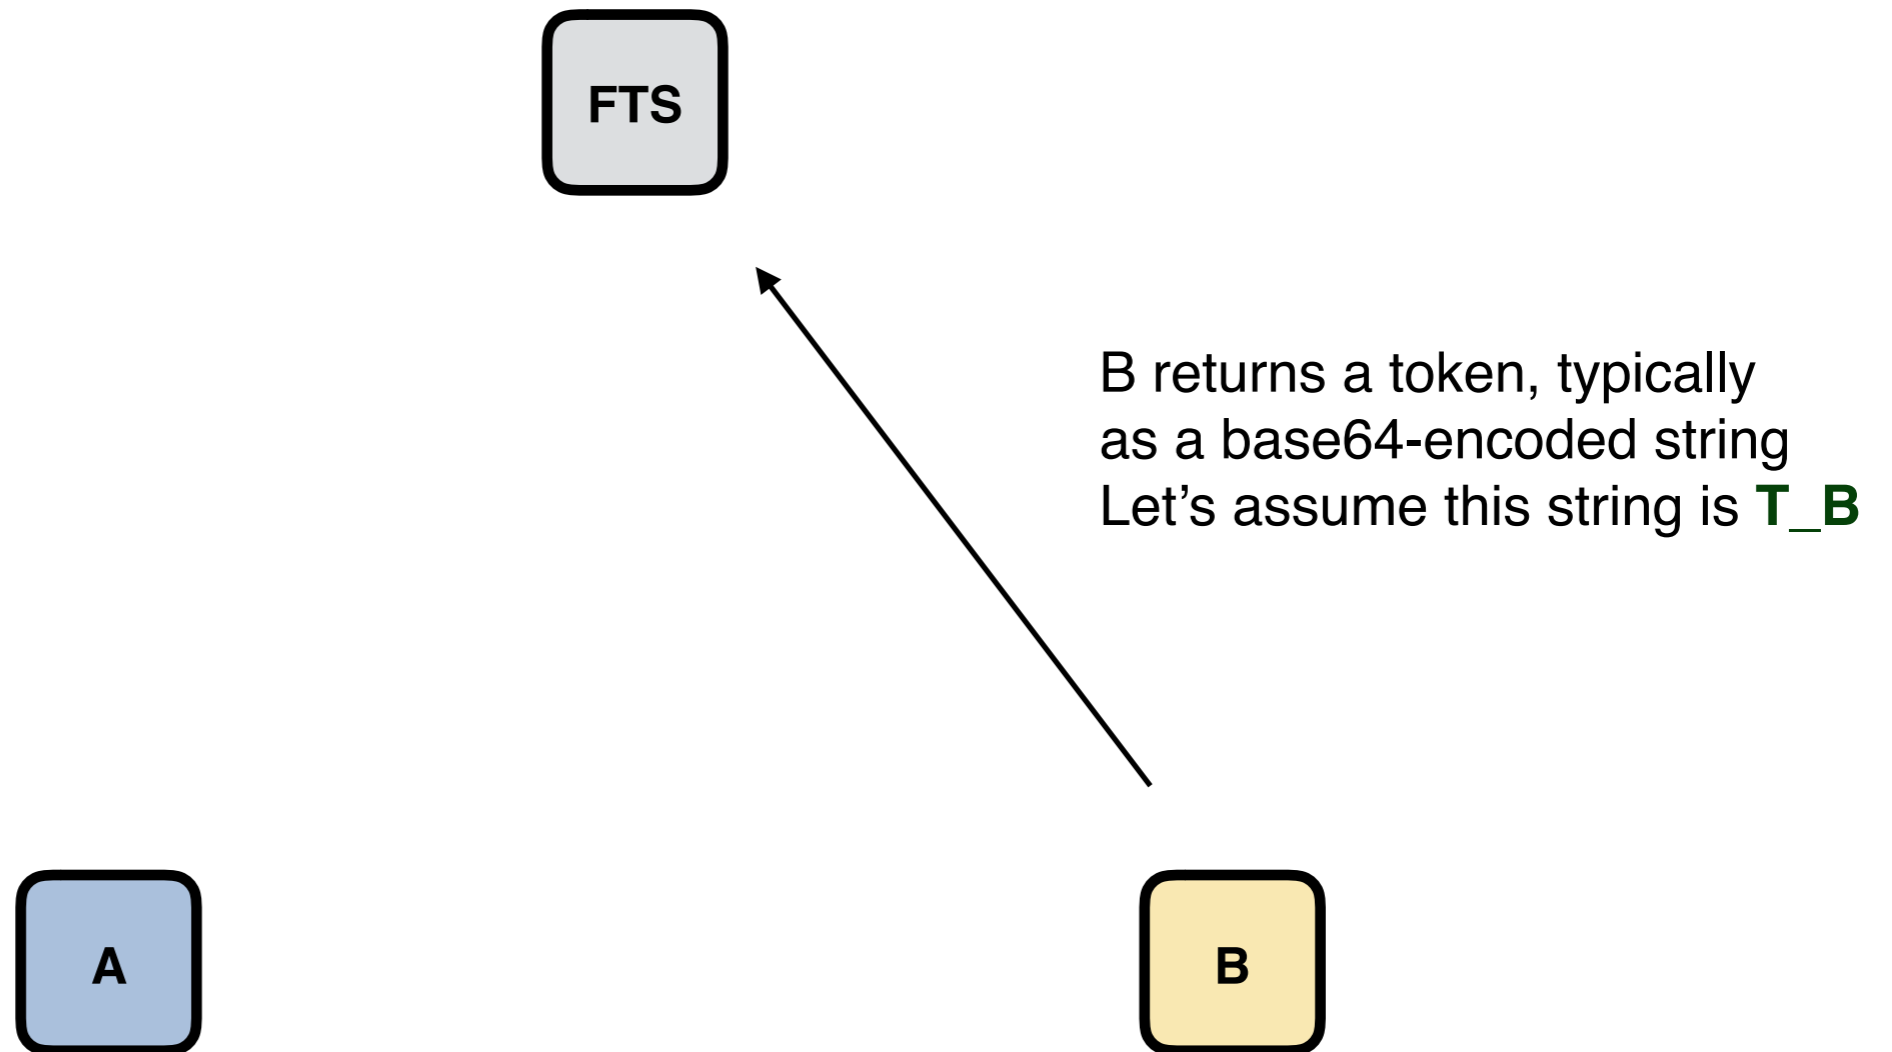 FTS
B returns a token, typically
as a base64-encoded string
Let’s assume this string is T_B
A
B